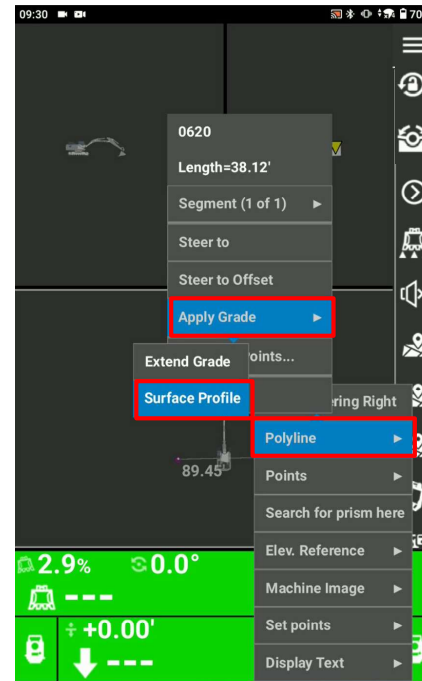 09:30
70
0620
Length=38.12'
Segment (1 of 1)
Steer to
Steer to Offset
Apply Grade
oints...
Extend Grade
Surface Profile
ering Right
Polyline
89.45
Points
Search for prism here
Elev. Reference
2.9%
0.0°
Machine Image
---
+0.00'
Set points
---
Display Text